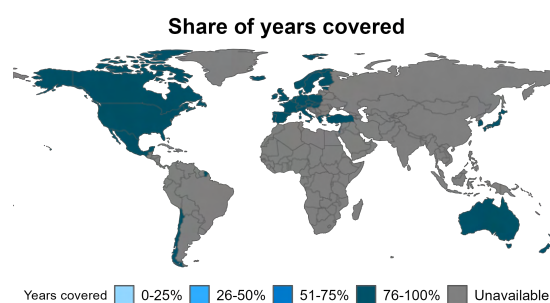 Share of years covered
Years covered 0-25% 26-50% 51-75% 76-100% Unavailable